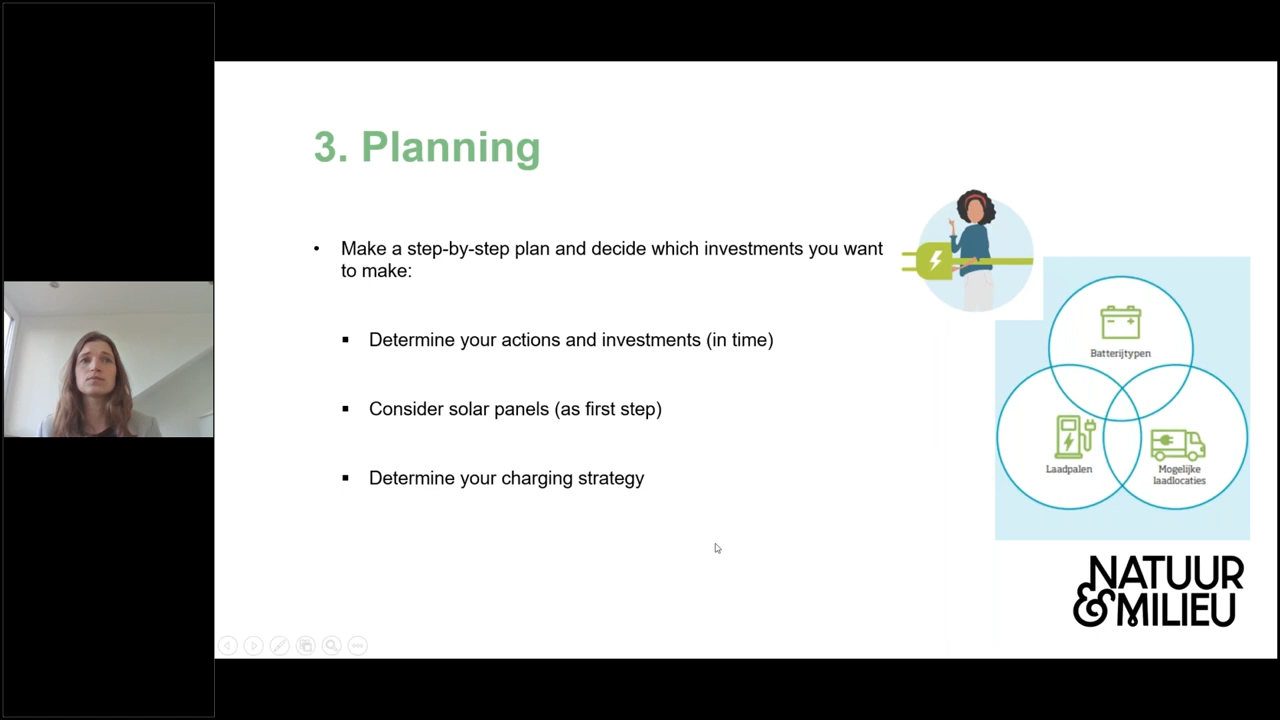 3. Planning
• Make a step-by-step plan and decide which investments you want
to make:
▪ Determine your actions and investments (in time)
▪ Consider solar panels (as first step)
▪ Determine your charging strategy
Batterijtypen
Laadpalen
Mogelijke
laadlocaties
NATUUR
&MILIEU